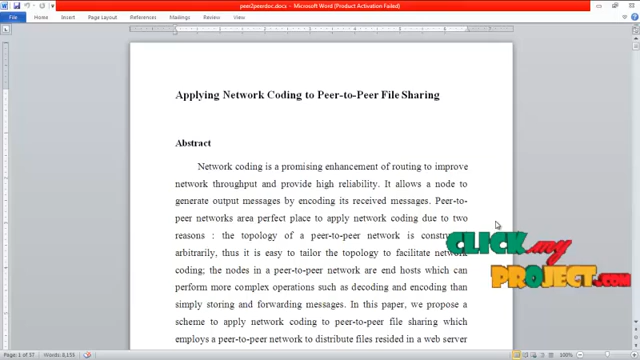 peer2peerdoc.docx - Microsoft Word (Product Activation Failed)
File Home Insert Page Layout References Mailings Review View
Applying Network Coding to Peer-to-Peer File Sharing
Abstract
Network coding is a promising enhancement of routing to improve
network throughput and provide high reliability. It allows a node to
generate output messages by encoding its received messages. Peer-to-
peer networks area perfect place to apply network coding due to two
reasons : the topology of a peer-to-peer network is constructed
arbitrarily, thus it is easy to tailor the topology to facilitate network
coding; the nodes in a peer-to-peer network are end hosts which can
perform more complex operations such as decoding and encoding than
simply storing and forwarding messages. In this paper, we propose a
scheme to apply network coding to peer-to-peer file sharing which
employs a peer-to-peer network to distribute files resided in a web server
CLICK my
PROJECT.COM
Page: 1 of 57 Words: 8,153 100%